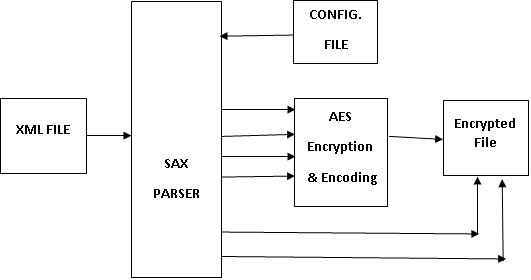 CONFIG.
FILE
XML FILE
SAX
PARSER
AES
Encryption
& Encoding
Encrypted
File